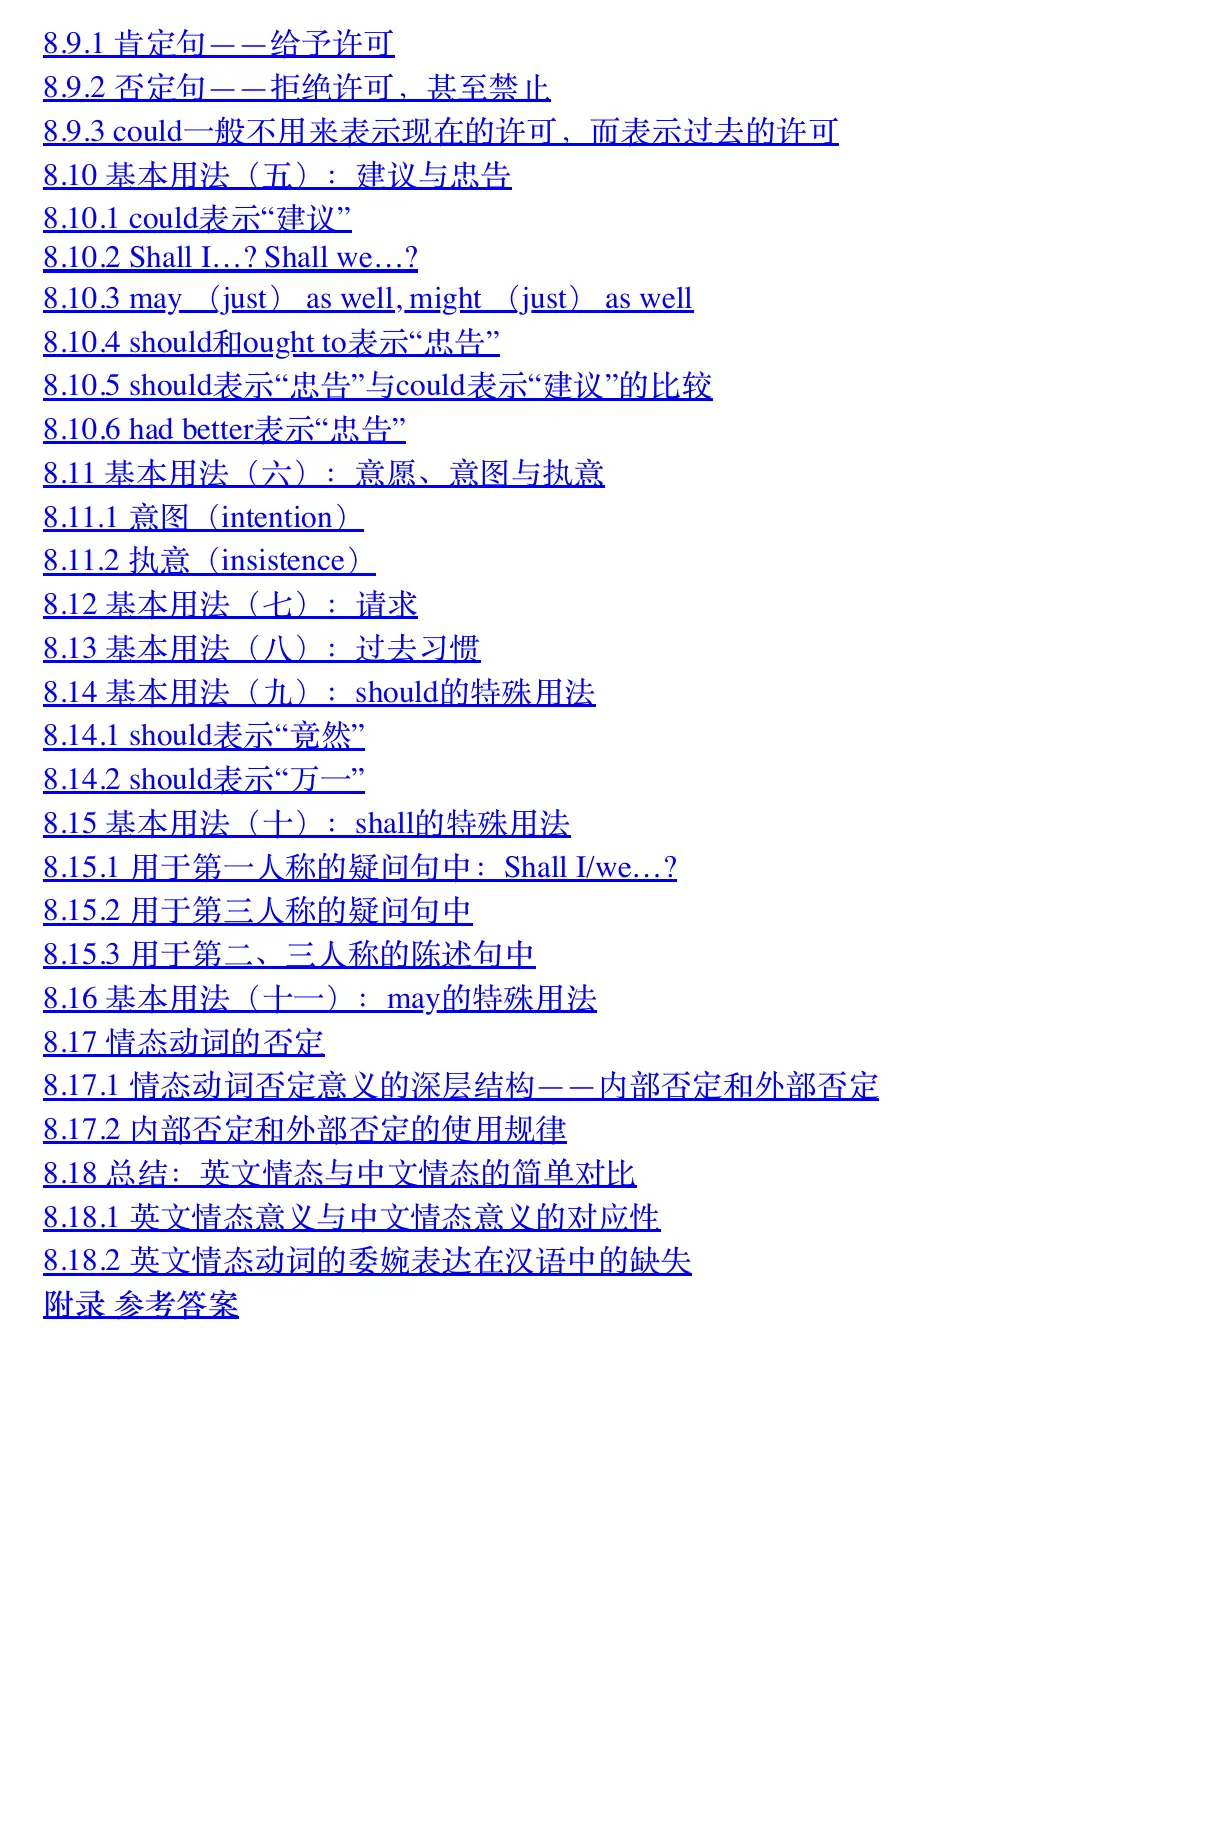 8.9.1 肯定句——给予许可
8.9.2 否定句——拒绝许可，甚至禁止
8.9.3 could一般不用来表示现在的许可，而表示过去的许可
8.10 基本用法（五）：建议与忠告
8.10.1 could表示“建议”
8.10.2 Shall I…? Shall we…?
8.10.3 may （just） as well, might （just） as well
8.10.4 should和ought to表示“忠告”
8.10.5 should表示“忠告”与could表示“建议”的比较
8.10.6 had better表示“忠告”
8.11 基本用法（六）：意愿、意图与执意
8.11.1 意图（intention）
8.11.2 执意（insistence）
8.12 基本用法（七）：请求
8.13 基本用法（八）：过去习惯
8.14 基本用法（九）：should的特殊用法
8.14.1 should表示“竟然”
8.14.2 should表示“万一”
8.15 基本用法（十）：shall的特殊用法
8.15.1 用于第一人称的疑问句中：Shall I/we…?
8.15.2 用于第三人称的疑问句中
8.15.3 用于第二、三人称的陈述句中
8.16 基本用法（十一）：may的特殊用法
8.17 情态动词的否定
8.17.1 情态动词否定意义的深层结构——内部否定和外部否定
8.17.2 内部否定和外部否定的使用规律
8.18 总结：英文情态与中文情态的简单对比
8.18.1 英文情态意义与中文情态意义的对应性
8.18.2 英文情态动词的委婉表达在汉语中的缺失
附录 参考答案